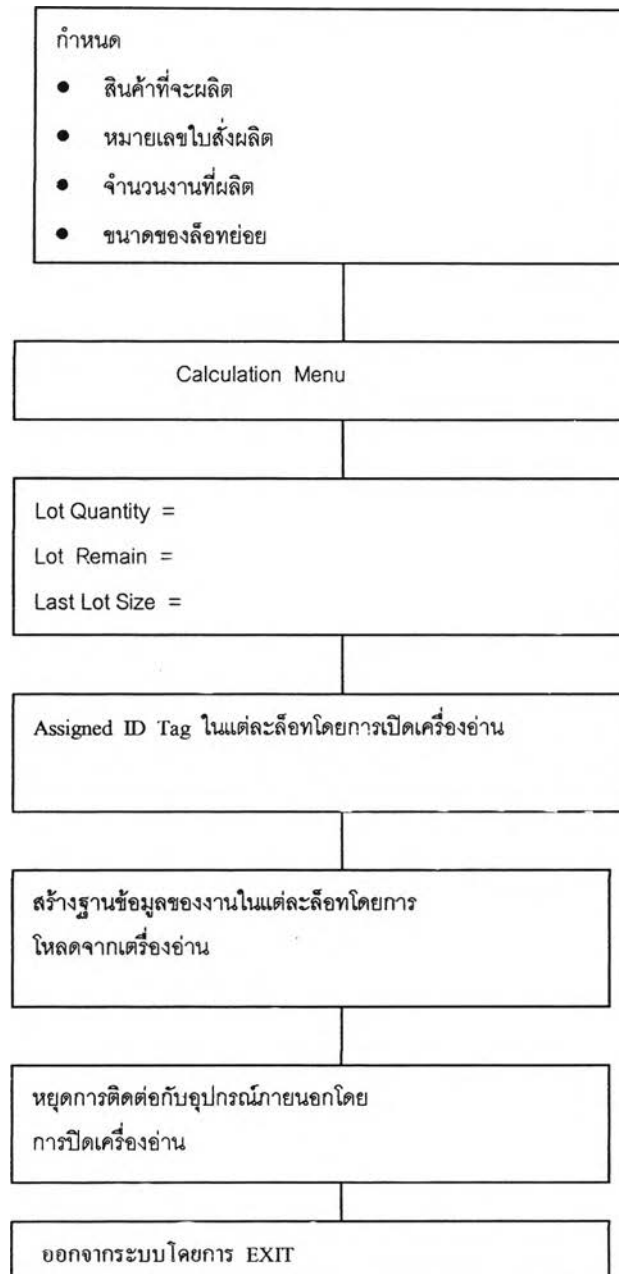 กำหนด
● สินค้าที่จะผลิต
● หมายเลขใบสั่งผลิต
● จำนวนงานที่ผลิต
● ขนาดของล็อทย่อย
Calculation Menu
Lot Quantity =
Lot Remain =
Last Lot Size =
Assigned ID Tag ในแต่ละล็อทโดยการเปิดเครื่องอ่าน
สร้างฐานข้อมูลของงานในแต่ละล็อทโดยการ
โหลดจากเตรื่องอ่าน
หยุดการติดต่อกับอุปกรณ์ภายนอกโดย
การปิดเครื่องอ่าน
ออกจากระบบโดยการ EXIT